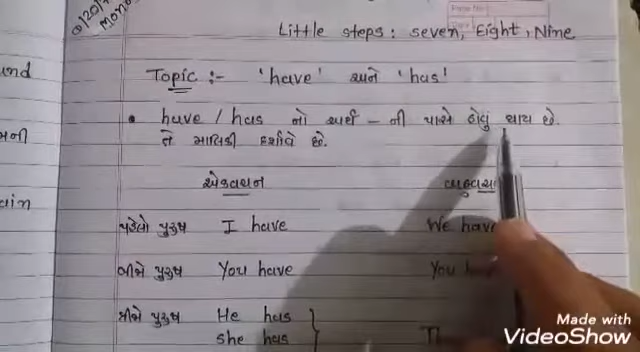 Little steps: seven, Eight, Nine
Topic :- 'have' અને 'has'
• have / has નો અર્થ – ની પાસે હોવું થાય છે.
તે માલિકી દર્શાવે છે.
એકવચન
પહેલો પુરુષ I have We have
બીજો પુરુષ You have You
ત્રીજો પુરુષ He has
she has
Made with
VideoShow